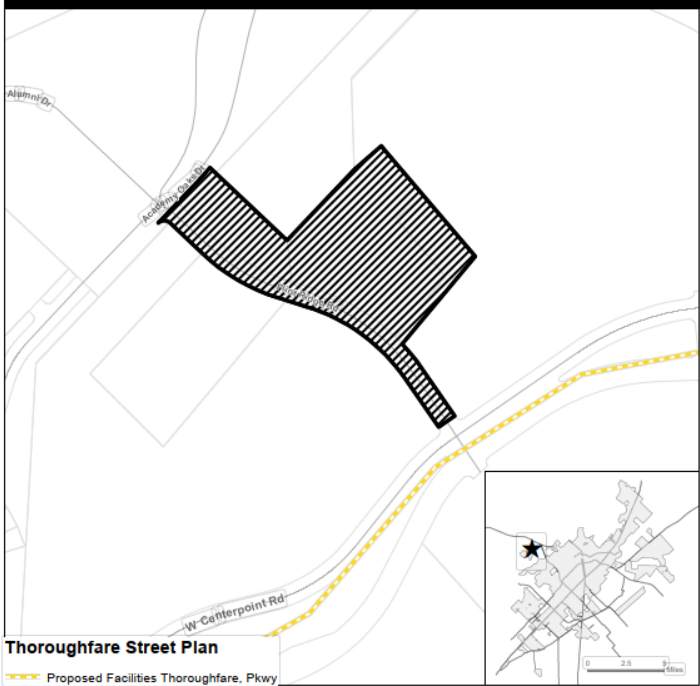 Alumni Dr
Academy Oaks Dr
W Centerpoint Rd
Thoroughfare Street Plan
Proposed Facilities Thoroughfare, Pkwy
0 2.5 5
Miles